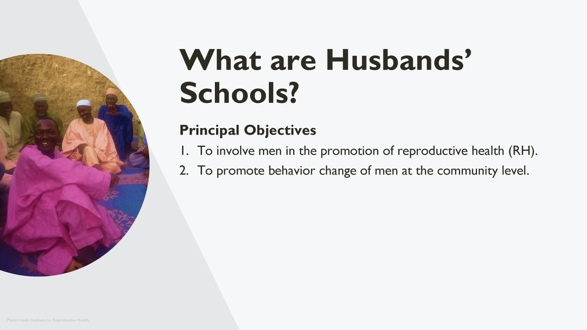 What are Husbands’
Schools?
Principal Objectives
1. To involve men in the promotion of reproductive health (RH).
2. To promote behavior change of men at the community level.